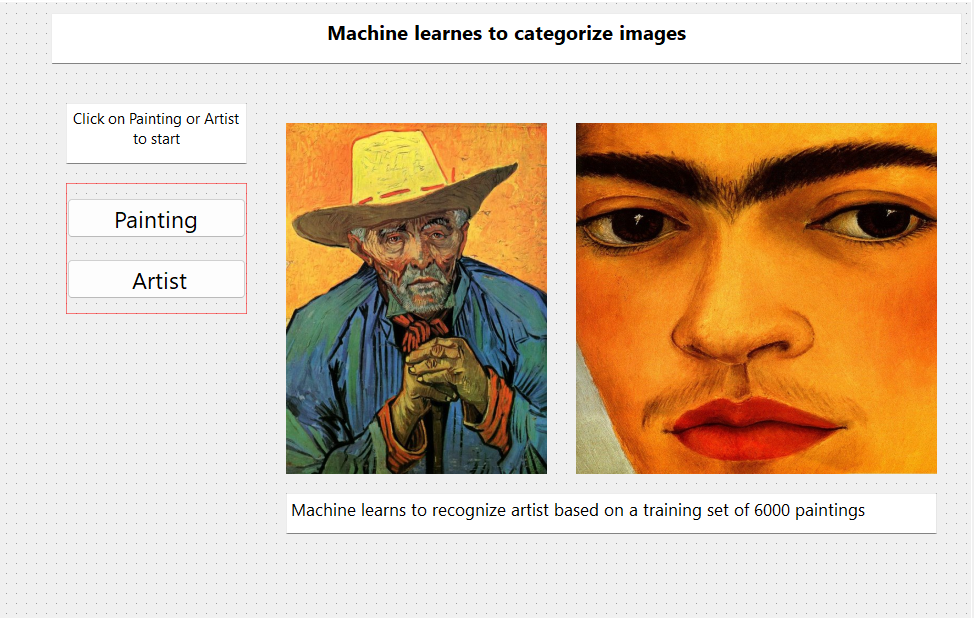 Machine learnes to categorize images
Click on Painting or Artist
to start
Painting
Artist
Machine learns to recognize artist based on a training set of 6000 paintings